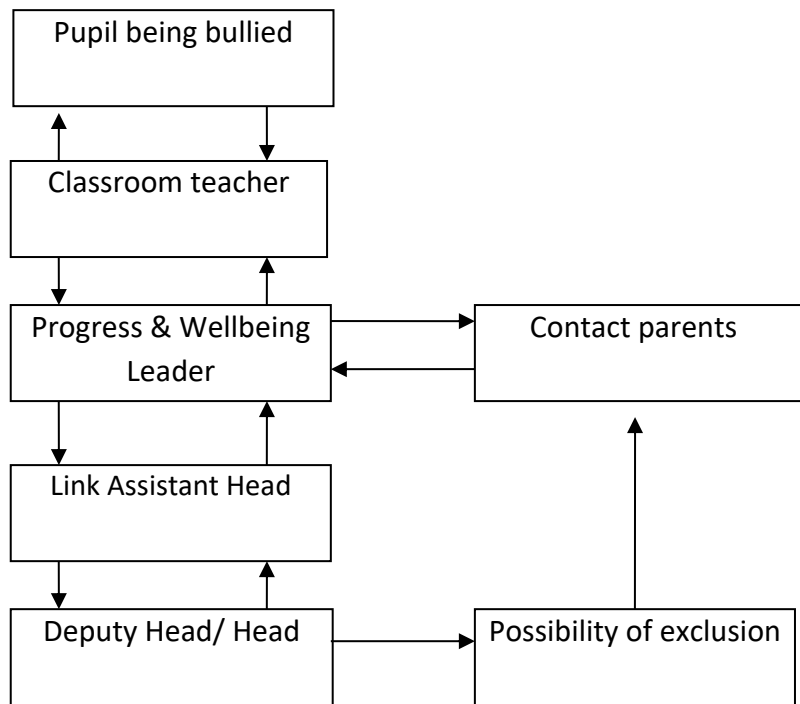 Pupil being bullied
Classroom teacher
Progress & Wellbeing
Leader
Contact parents
Link Assistant Head
Deputy Head/ Head
Possibility of exclusion